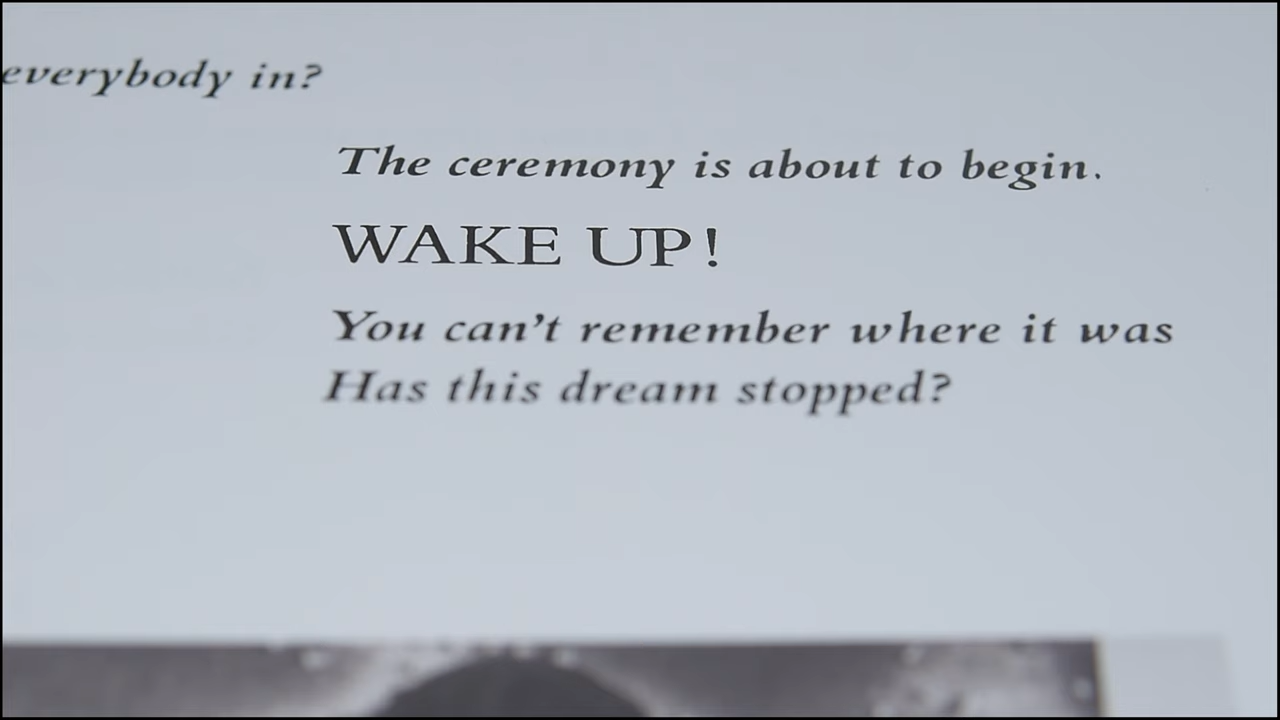 everybody in?
The ceremony is about to begin.
WAKE UP!
You can't remember where it was
Has this dream stopped?